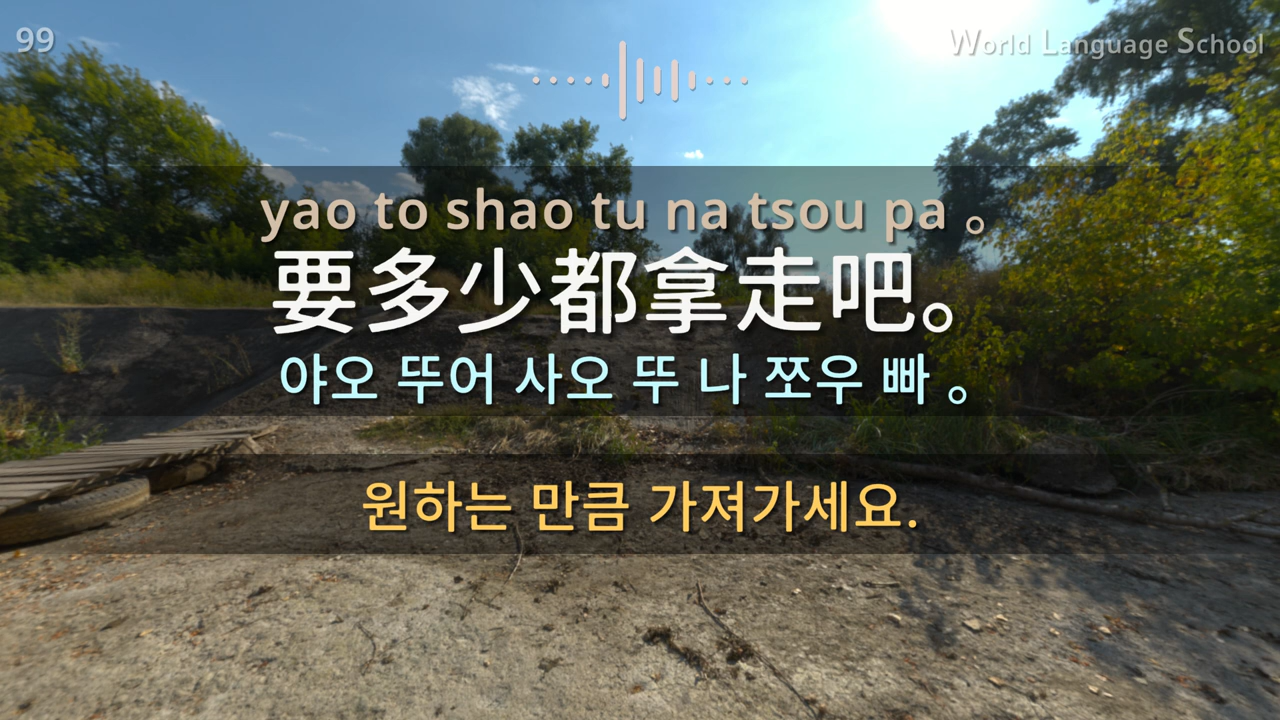 99
World Language School
yao to shao tu na tsou pa 。
要多少都拿走吧。
야오 뚜어 사오 뚜 나 쪼우 빠 。
원하는 만큼 가져가세요.